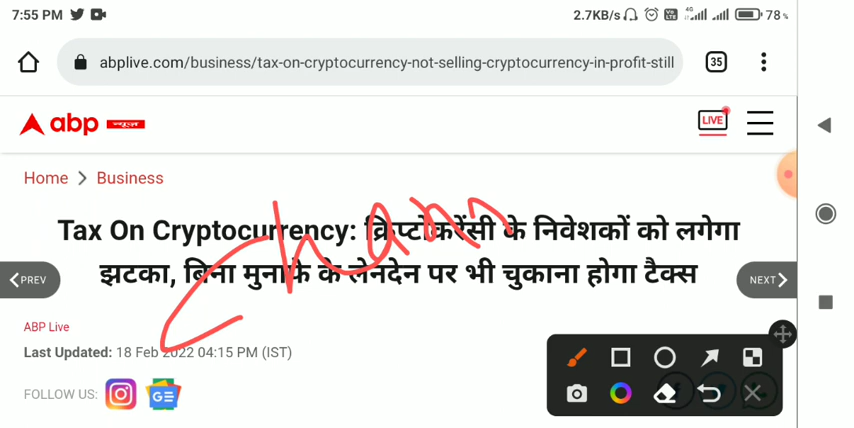 7:55 PM 2.7KB/s 4G 78%
35
abplive.com/business/tax-on-cryptocurrency-not-selling-cryptocurrency-in-profit-still
abp न्यूज़ LIVE
Home > Business
Tax On Cryptocurrency: क्रिप्टोकरेंसी के निवेशकों को लगेगा
झटका, बिना मुनाफे के लेनदेन पर भी चुकाना होगा टैक्स
PREV NEXT
ABP Live
Last Updated: 18 Feb 2022 04:15 PM (IST)
FOLLOW US: GE